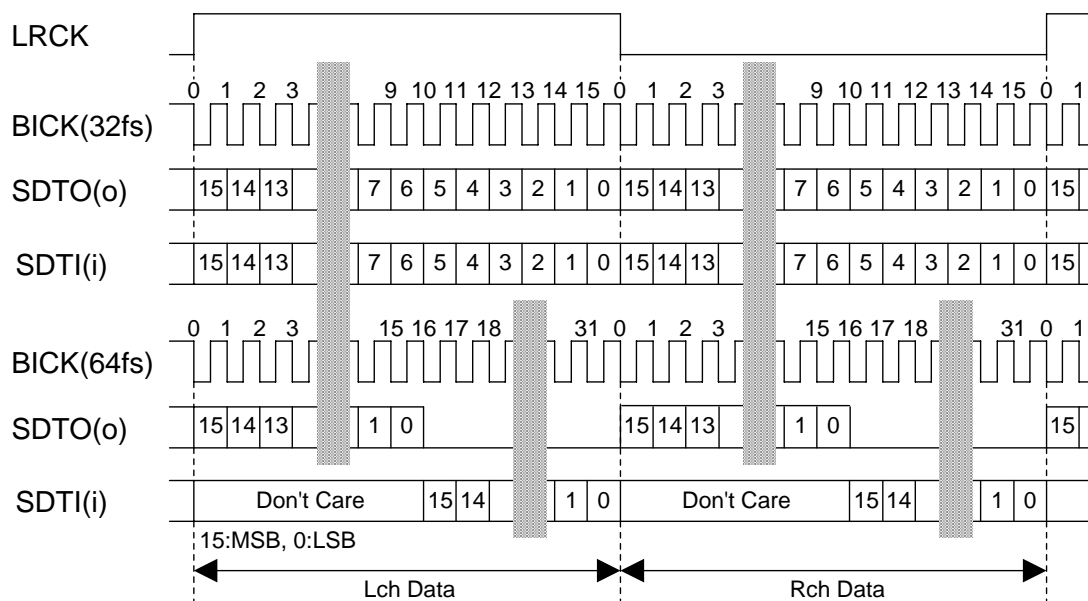 LRCK
0 1 2 3 9 10 11 12 13 14 15 0 1 2 3 9 10 11 12 13 14 15 0 1
BICK(32fs)
SDTO(o) 15 14 13 7 6 5 4 3 2 1 0 15 14 13 7 6 5 4 3 2 1 0 15
SDTI(i) 15 14 13 7 6 5 4 3 2 1 0 15 14 13 7 6 5 4 3 2 1 0 15
0 1 2 3 15 16 17 18 31 0 1 2 3 15 16 17 18 31 0 1
BICK(64fs)
SDTO(o) 15 14 13 1 0 15 14 13 1 0 15
SDTI(i) Don't Care 15 14 1 0 Don't Care 15 14 1 0
15:MSB, 0:LSB
Lch Data Rch Data